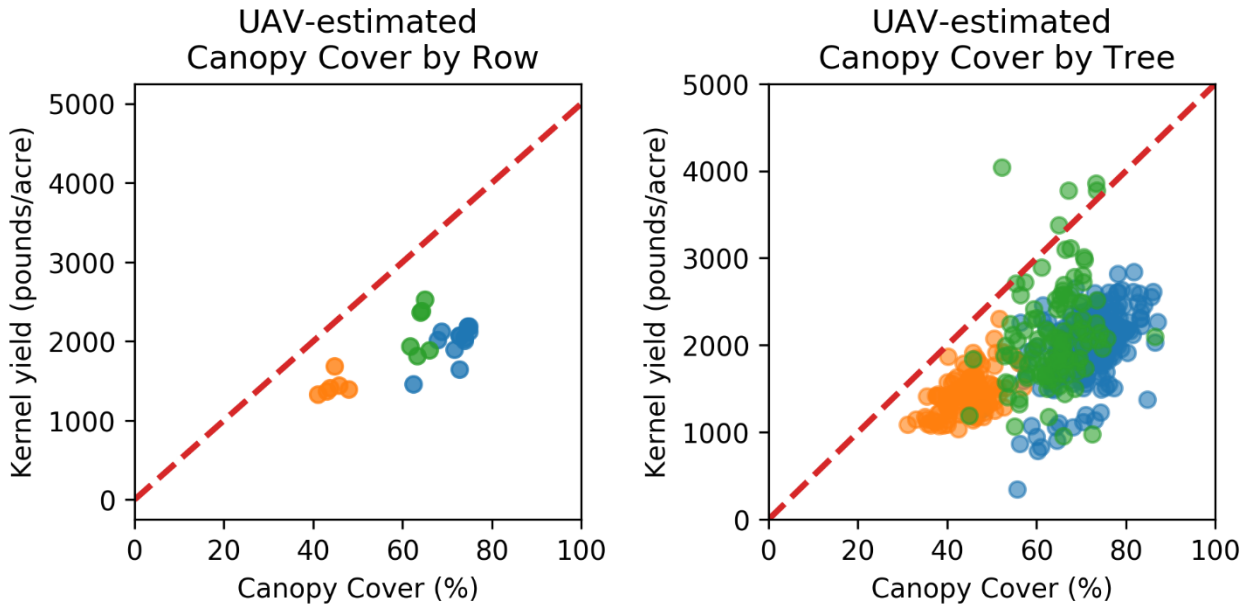 UAV-estimated
Canopy Cover by Row
Kernel yield (pounds/acre)
5000
4000
3000
2000
1000
0
0 20 40 60 80 100
Canopy Cover (%)
UAV-estimated
Canopy Cover by Tree
Kernel yield (pounds/acre)
5000
4000
3000
2000
1000
0
0 20 40 60 80 100
Canopy Cover (%)